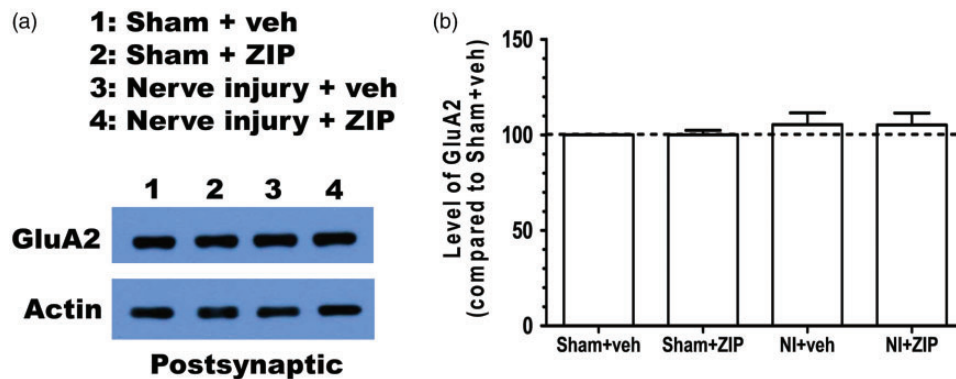 (a)
1: Sham + veh
2: Sham + ZIP
3: Nerve injury + veh
4: Nerve injury + ZIP
1 2 3 4
GluA2
Actin
Postsynaptic
(b)
Level of GluA2
(compared to Sham+veh)
150
100
50
0
Sham+veh Sham+ZIP NI+veh NI+ZIP